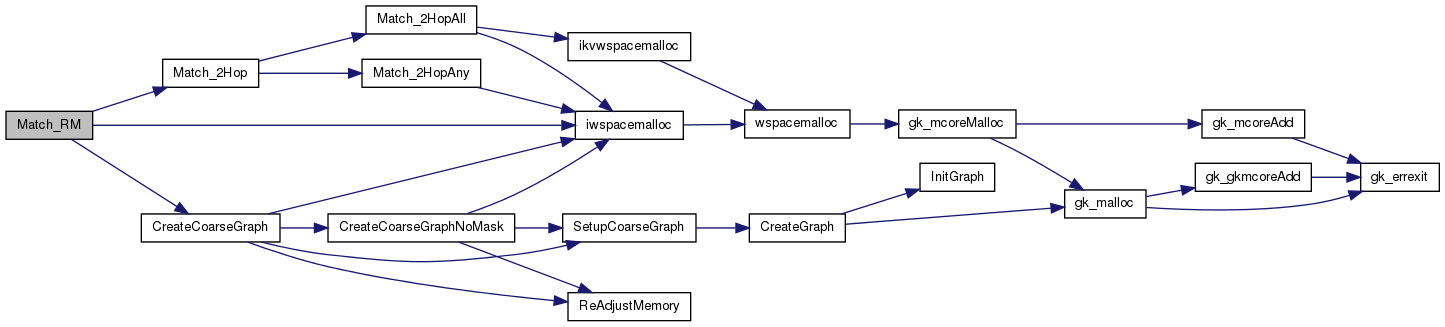 Match_RM
Match_2Hop
Match_2HopAll
Match_2HopAny
ikvwspacemalloc
iwspacemalloc
wspacemalloc
gk_mcoreMalloc
gk_mcoreAdd
gk_errexit
gk_malloc
gk_gkmcoreAdd
CreateCoarseGraph
CreateCoarseGraphNoMask
SetupCoarseGraph
CreateGraph
InitGraph
ReAdjustMemory